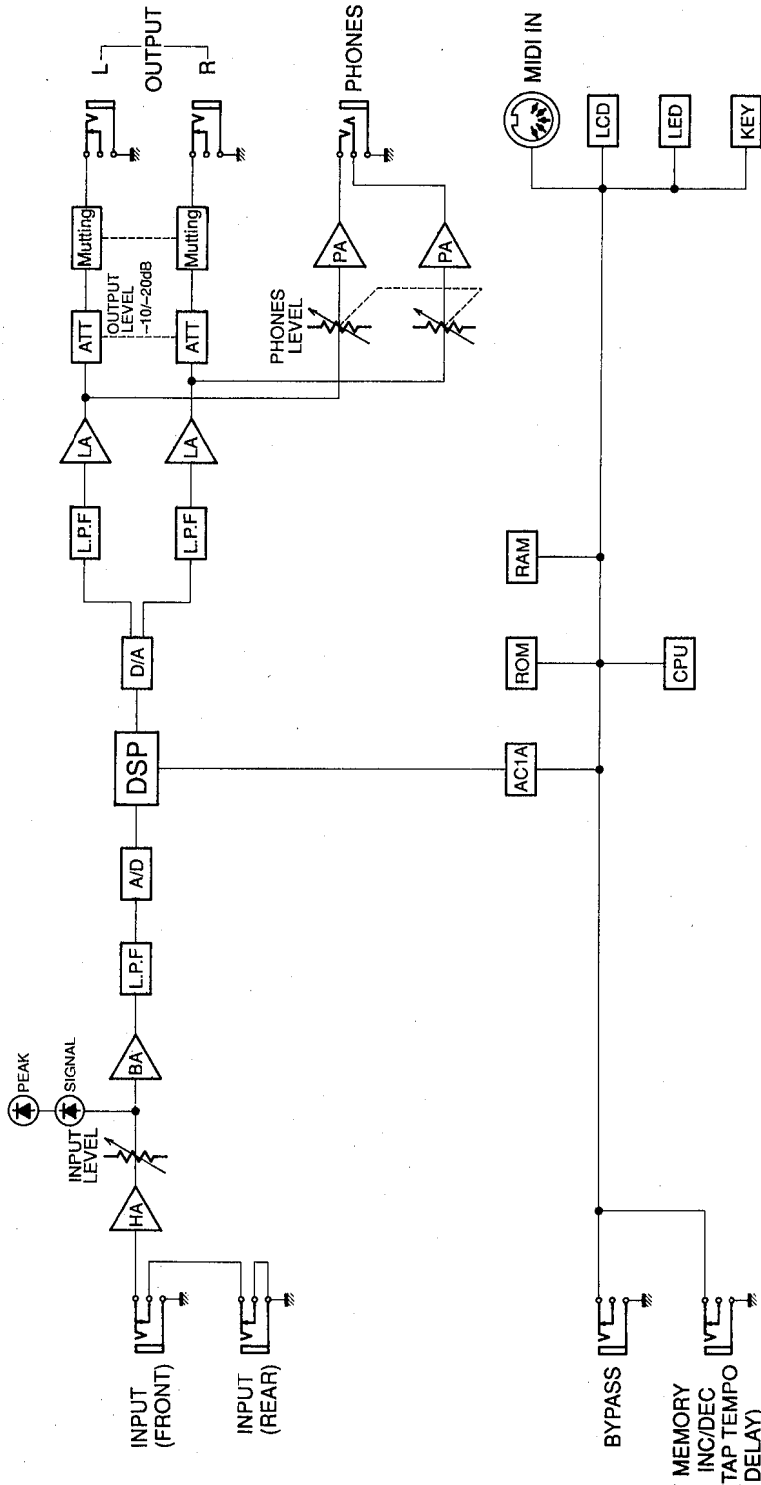 INPUT
(FRONT)
INPUT
(REAR)
HA
INPUT
LEVEL
PEAK
SIGNAL
BA
L.P.F
A/D
DSP
D/A
L.P.F
L.P.F
LA
LA
ATT
OUTPUT
LEVEL
-10/-20dB
ATT
Mutting
Mutting
L
OUTPUT
R
PHONES
LEVEL
PA
PA
PHONES
BYPASS
MEMORY
INC/DEC
TAP TEMPO
DELAY)
AC1A
ROM
RAM
CPU
MIDI IN
LCD
LED
KEY